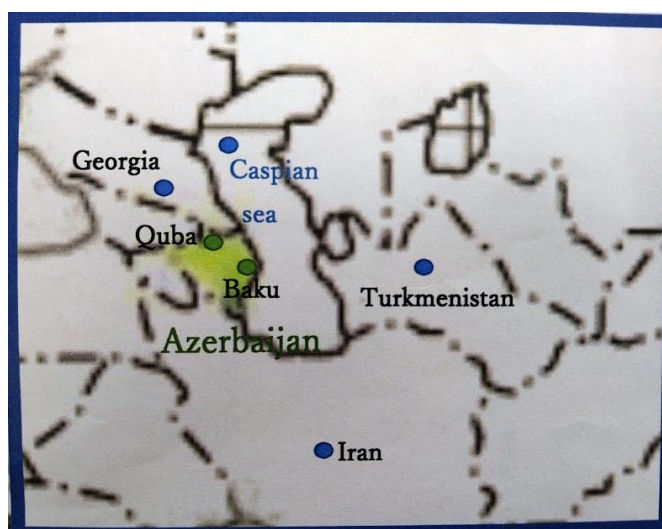 Georgia
Caspian
sea
Quba
Baku
Turkmenistan
Azerbaijan
Iran